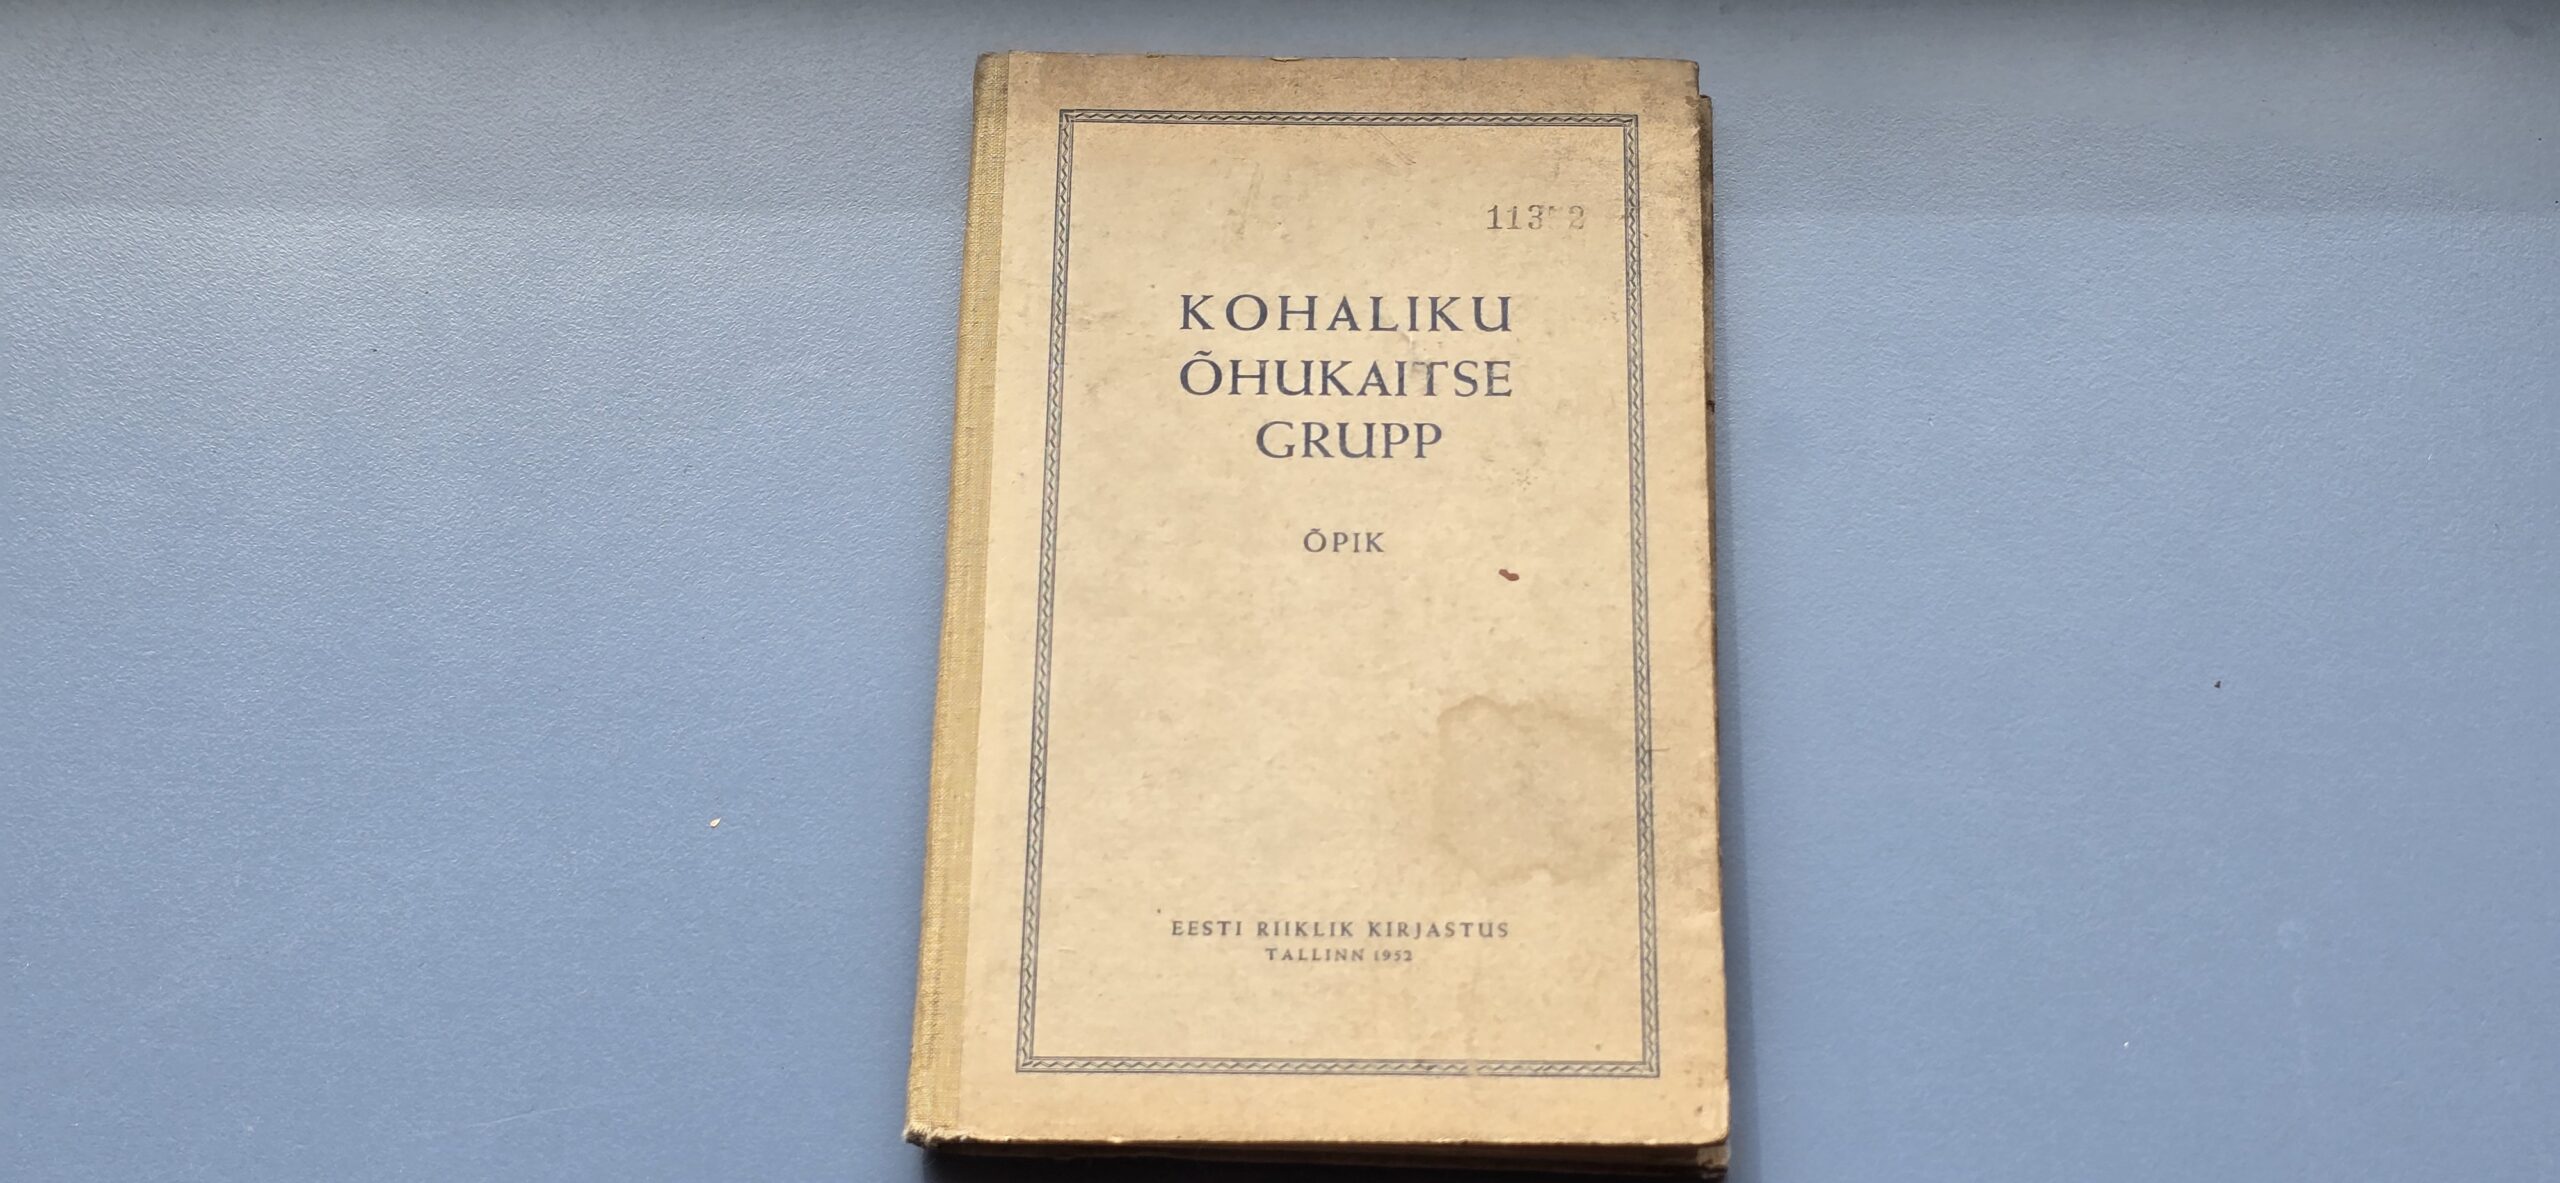 KOHALIKU
ÕHUKAITSE
GRUPP
ÕPIK
EESTI RIIKLIK KIRJASTUS
TALLINN 1952